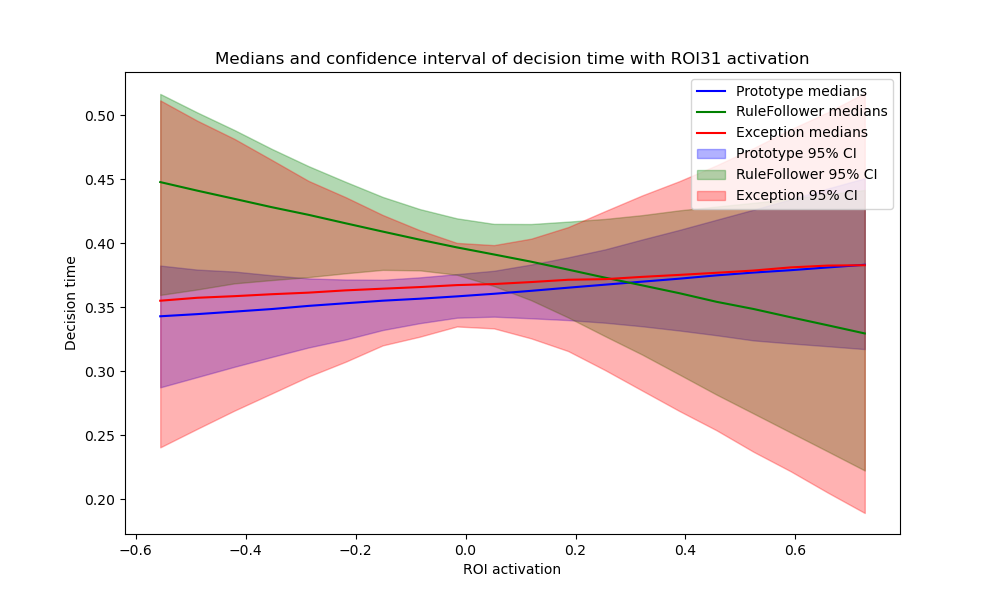 Medians and confidence interval of decision time with ROI31 activation
Prototype medians
RuleFollower medians
Exception medians
Prototype 95% CI
RuleFollower 95% CI
Exception 95% CI
Decision time
0.50
0.45
0.40
0.35
0.30
0.25
0.20
−0.6
−0.4
−0.2
0.0
0.2
0.4
0.6
ROI activation